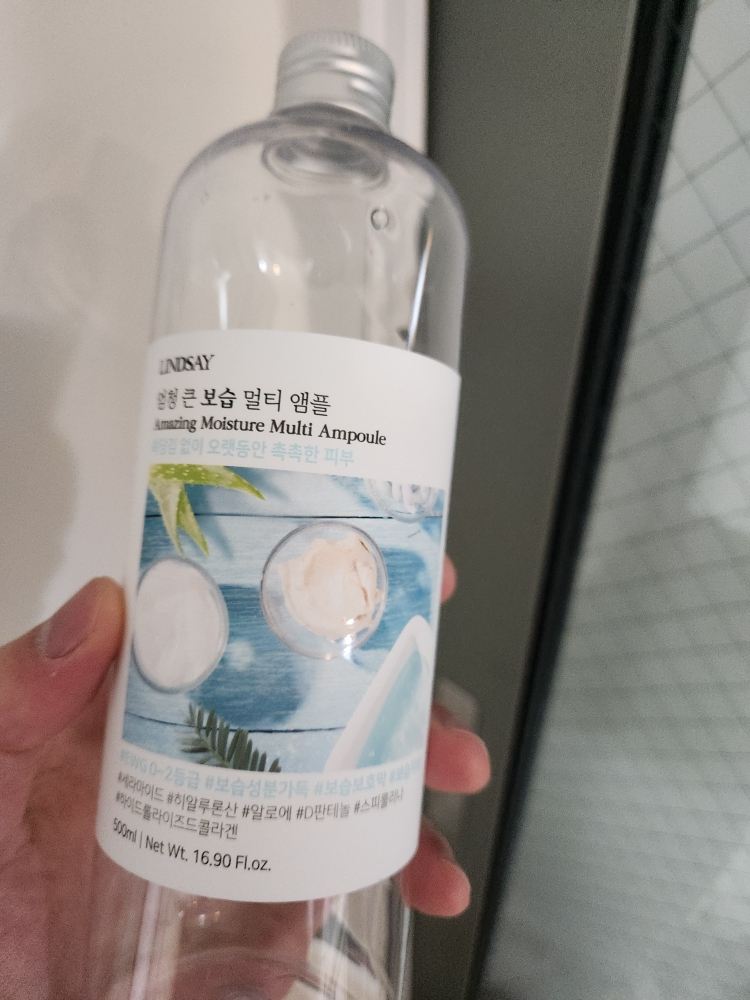 LINDSAY
엄청 큰 보습 멀티 앰플
Amazing Moisture Multi Ampoule
없이 오랫동안 촉촉한 피부
#EWG 0~2등급 #보습성분가득 #보습보호막
#세라마이드 #히알루론산 #알로에 #D판테놀 #스피룰리나
#하이드롤라이즈드콜라겐
500ml | Net Wt. 16.90 Fl.oz.